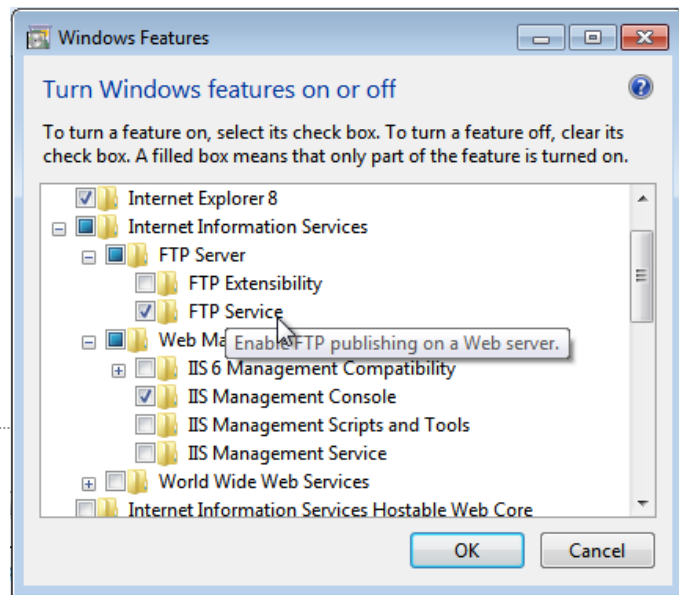 Windows Features
Turn Windows features on or off
To turn a feature on, select its check box. To turn a feature off, clear its
check box. A filled box means that only part of the feature is turned on.
Internet Explorer 8
Internet Information Services
FTP Server
FTP Extensibility
FTP Service
Web Ma
Enable FTP publishing on a Web server.
IIS 6 Management Compatibility
IIS Management Console
IIS Management Scripts and Tools
IIS Management Service
World Wide Web Services
Internet Information Services Hostable Web Core
OK
Cancel